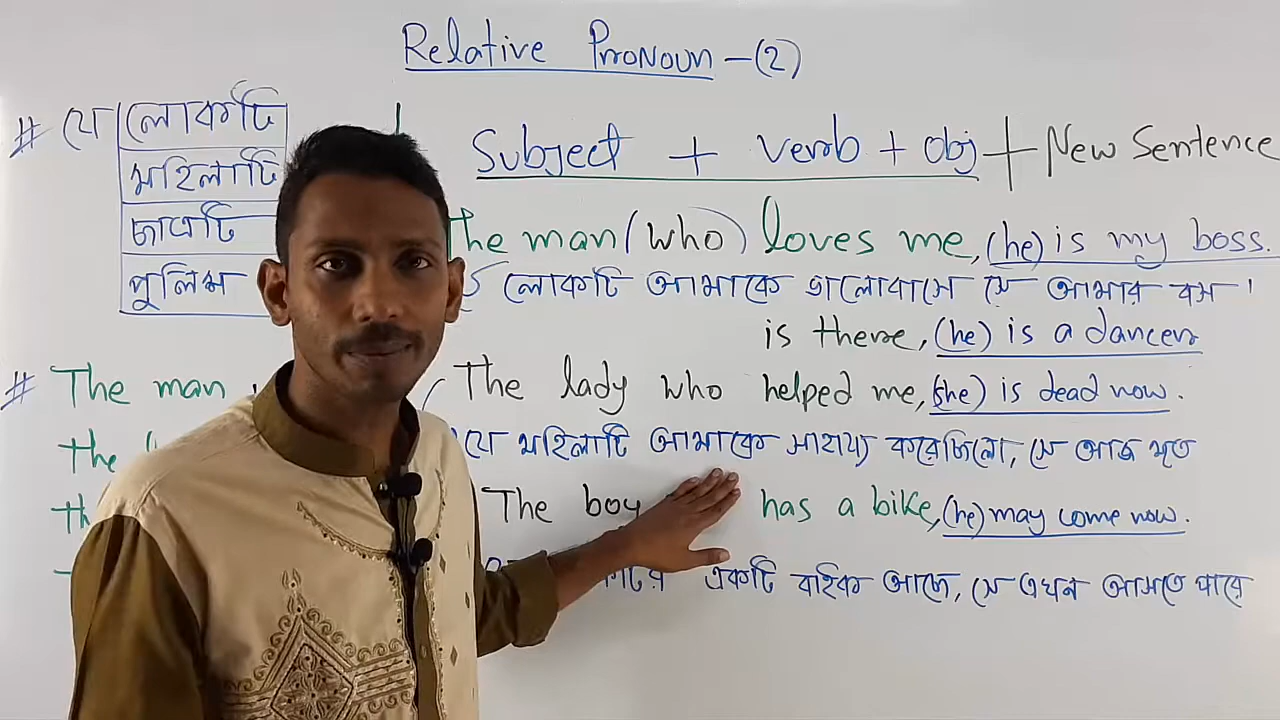 Relative Pronoun - (2)
# যে লোকটি
মহিলাটি
ছাত্রটি
পুলিশ
Subject + verb + obj + New Sentence
The man (who) loves me, (he) is my boss.
লোকটি আমাকে ভালোবাসে সে আমার বস ।
is there, (he) is a dancer
# The man
The lady who helped me, (she) is dead now.
the
যে মহিলাটি আমাকে সাহায্য করেছিলো, সে আজ মৃত
The boy has a bike, (he) may come now.
একটি বাইক আছে, সে এখন আসতে পারে